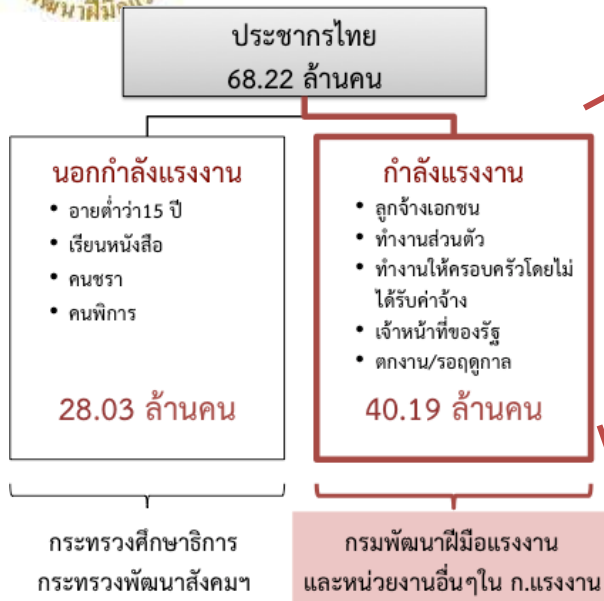 พัฒนาฝีมือแรง
ประชากรไทย
68.22 ล้านคน
นอกกำลังแรงงาน
• อายต่ำว่า15 ปี
• เรียนหนังสือ
• คนชรา
• คนพิการ
28.03 ล้านคน
กำลังแรงงาน
• ลูกจ้างเอกชน
• ทำงานส่วนตัว
• ทำงานให้ครอบครัวโดยไม่
ได้รับค่าจ้าง
• เจ้าหน้าที่ของรัฐ
• ตกงาน/รอฤดูกาล
40.19 ล้านคน
กระทรวงศึกษาธิการ
กระทรวงพัฒนาสังคมฯ
กรมพัฒนาฝีมือแรงงาน
และหน่วยงานอื่นๆใน ก.แรงงาน